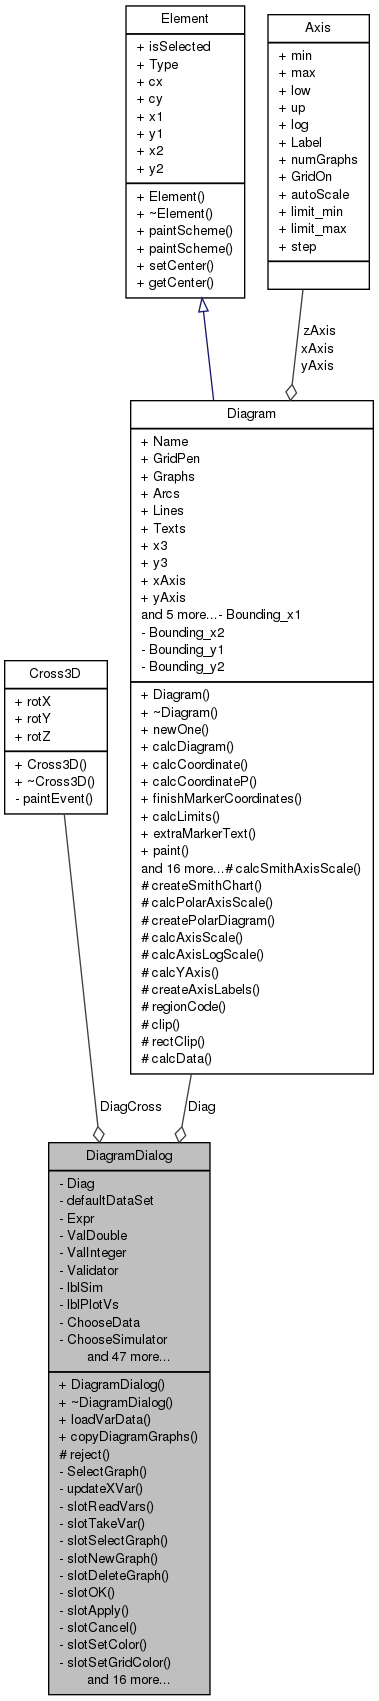 Element
+ isSelected
+ Type
+ cx
+ cy
+ x1
+ y1
+ x2
+ y2
+ Element()
+ ~Element()
+ paintScheme()
+ paintScheme()
+ setCenter()
+ getCenter()
Axis
+ min
+ max
+ low
+ up
+ log
+ Label
+ numGraphs
+ GridOn
+ autoScale
+ limit_min
+ limit_max
+ step
zAxis
xAxis
yAxis
Diagram
+ Name
+ GridPen
+ Graphs
+ Arcs
+ Lines
+ Texts
+ x3
+ y3
+ xAxis
+ yAxis
and 5 more...- Bounding_x1
- Bounding_x2
- Bounding_y1
- Bounding_y2
+ Diagram()
+ ~Diagram()
+ newOne()
+ calcDiagram()
+ calcCoordinate()
+ calcCoordinateP()
+ finishMarkerCoordinates()
+ calcLimits()
+ extraMarkerText()
+ paint()
and 16 more...# calcSmithAxisScale()
# createSmithChart()
# calcPolarAxisScale()
# createPolarDiagram()
# calcAxisScale()
# calcAxisLogScale()
# calcYAxis()
# createAxisLabels()
# regionCode()
# clip()
# rectClip()
# calcData()
Cross3D
+ rotX
+ rotY
+ rotZ
+ Cross3D()
+ ~Cross3D()
- paintEvent()
DiagCross
Diag
DiagramDialog
- Diag
- defaultDataSet
- Expr
- ValDouble
- ValInteger
- Validator
- lblSim
- lblPlotVs
- ChooseData
- ChooseSimulator
and 47 more...
+ DiagramDialog()
+ ~DiagramDialog()
+ loadVarData()
+ copyDiagramGraphs()
# reject()
- SelectGraph()
- updateXVar()
- slotReadVars()
- slotTakeVar()
- slotSelectGraph()
- slotNewGraph()
- slotDeleteGraph()
- slotOK()
- slotApply()
- slotCancel()
- slotSetColor()
- slotSetGridColor()
and 16 more...